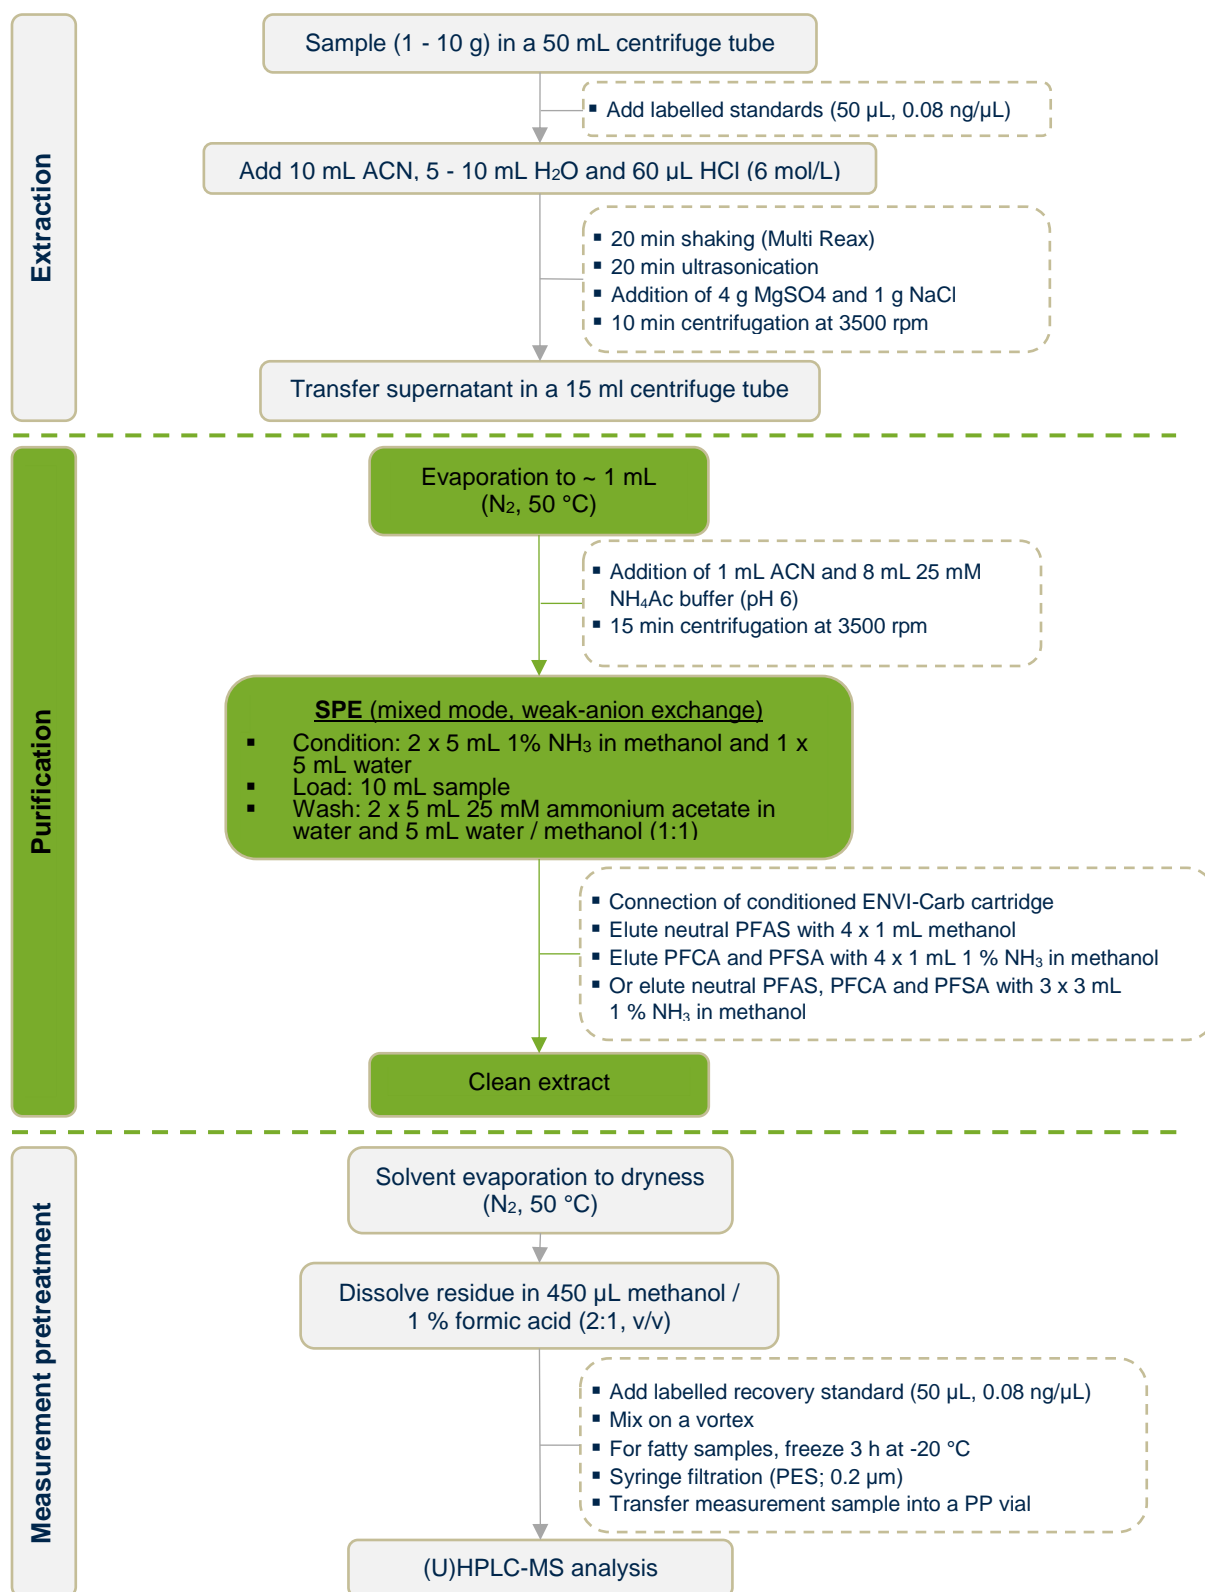 Extraction
Sample (1 - 10 g) in a 50 mL centrifuge tube
▪ Add labelled standards (50 µL, 0.08 ng/µL)
Add 10 mL ACN, 5 - 10 mL H₂O and 60 µL HCl (6 mol/L)
▪ 20 min shaking (Multi Reax)
▪ 20 min ultrasonication
▪ Addition of 4 g MgSO4 and 1 g NaCl
▪ 10 min centrifugation at 3500 rpm
Transfer supernatant in a 15 ml centrifuge tube
Purification
Evaporation to ~ 1 mL
(N₂, 50 °C)
▪ Addition of 1 mL ACN and 8 mL 25 mM
NH₄Ac buffer (pH 6)
▪ 15 min centrifugation at 3500 rpm
SPE (mixed mode, weak-anion exchange)
▪ Condition: 2 x 5 mL 1% NH₃ in methanol and 1 x
5 mL water
▪ Load: 10 mL sample
▪ Wash: 2 x 5 mL 25 mM ammonium acetate in
water and 5 mL water / methanol (1:1)
▪ Connection of conditioned ENVI-Carb cartridge
▪ Elute neutral PFAS with 4 x 1 mL methanol
▪ Elute PFCA and PFSA with 4 x 1 mL 1 % NH₃ in methanol
▪ Or elute neutral PFAS, PFCA and PFSA with 3 x 3 mL
1 % NH₃ in methanol
Clean extract
Measurement pretreatment
Solvent evaporation to dryness
(N₂, 50 °C)
Dissolve residue in 450 µL methanol /
1 % formic acid (2:1, v/v)
▪ Add labelled recovery standard (50 µL, 0.08 ng/µL)
▪ Mix on a vortex
▪ For fatty samples, freeze 3 h at -20 °C
▪ Syringe filtration (PES; 0.2 µm)
▪ Transfer measurement sample into a PP vial
(U)HPLC-MS analysis